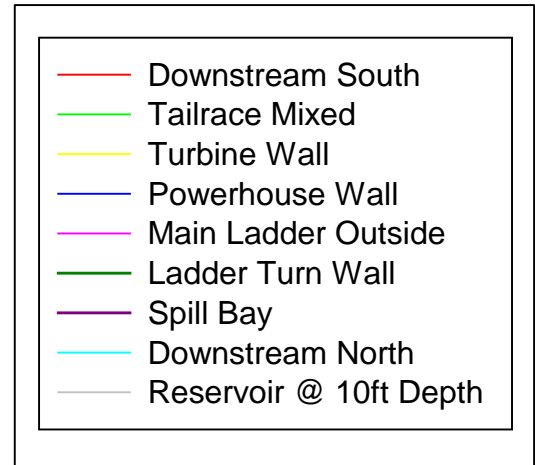 Downstream South
Tailrace Mixed
Turbine Wall
Powerhouse Wall
Main Ladder Outside
Ladder Turn Wall
Spill Bay
Downstream North
Reservoir @ 10ft Depth